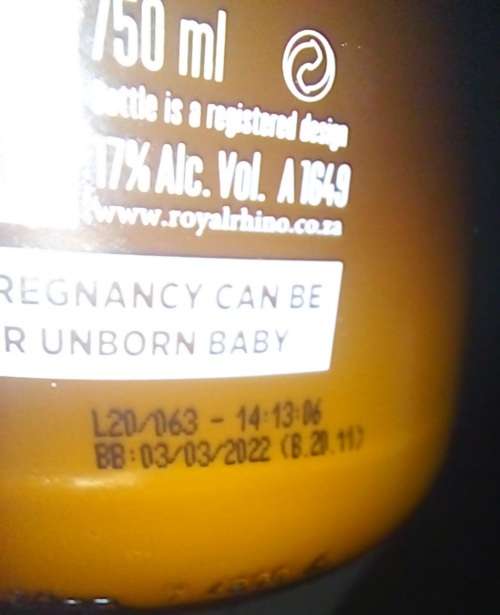 750 ml
Bottle is a registered design
17% Alc. Vol. A1649
www.royalrhino.co.za
REGNANCY CAN BE
R UNBORN BABY
L20/063 - 14:13:06
BB:03/03/2022 (B.20.11)